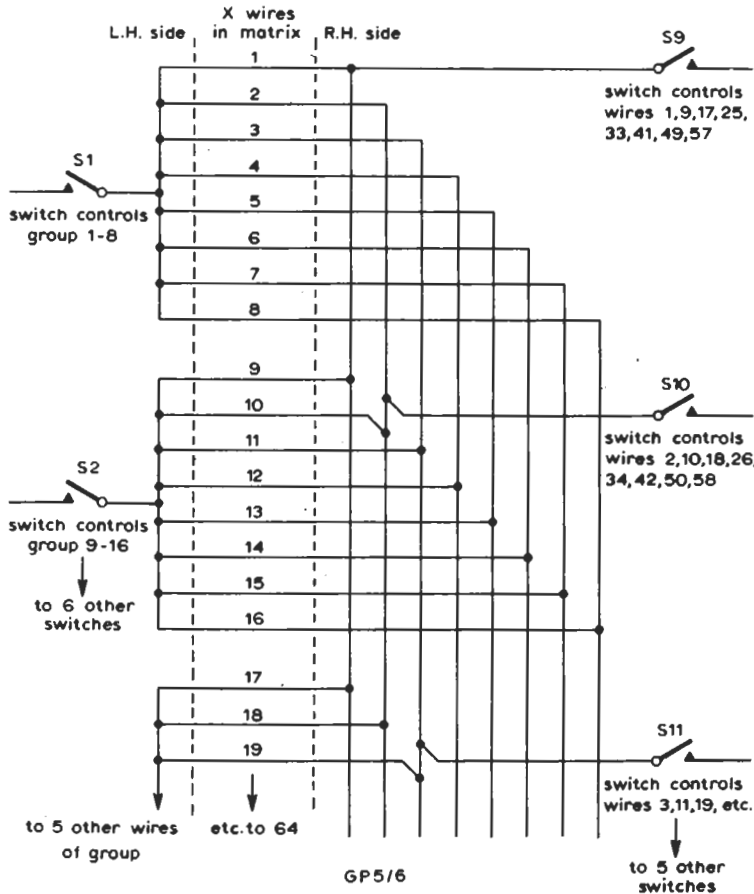 X wires
L.H. side
in matrix
R.H. side
1
S9
2
switch controls
wires 1,9,17,25,
33,41,49,57
3
4
S1
5
switch controls
group 1-8
6
7
8
9
S10
10
switch controls
wires 2,10,18,26,
34,42,50,58
11
S2
12
13
switch controls
group 9-16
14
15
to 6 other
switches
16
17
18
S11
19
switch controls
wires 3,11,19, etc.
to 5 other wires
of group
etc. to 64
GP5/6
to 5 other
switches